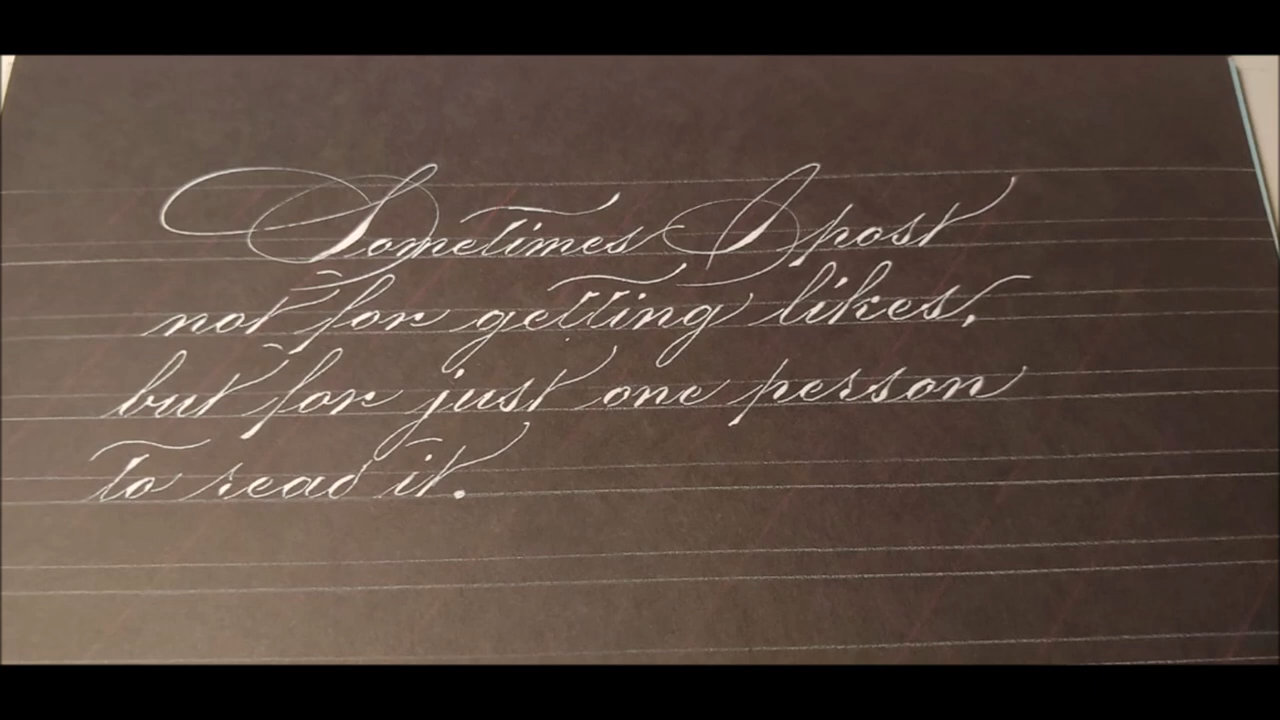 Sometimes I post
not for getting likes,
but for just one person
to read it.